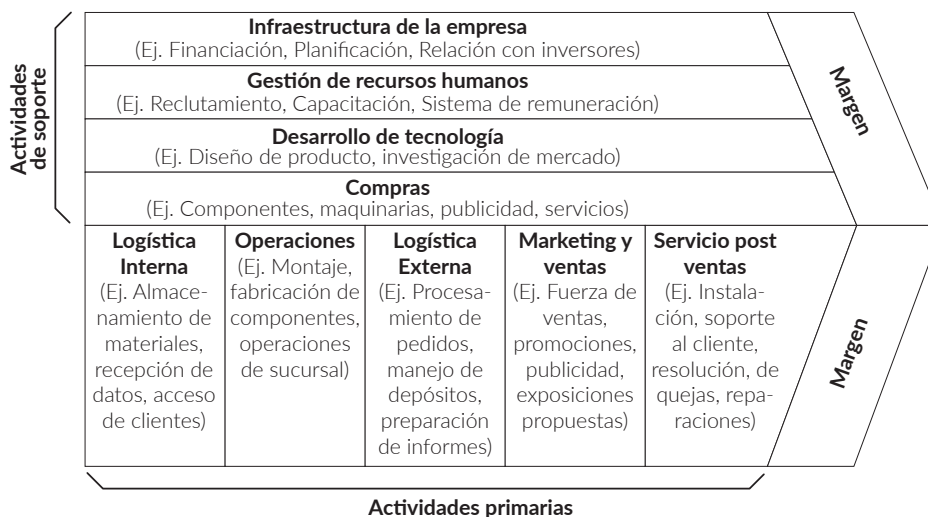 Actividades
de soporte
Infraestructura de la empresa
(Ej. Financiación, Planificación, Relación con inversores)
Gestión de recursos humanos
(Ej. Reclutamiento, Capacitación, Sistema de remuneración)
Desarrollo de tecnología
(Ej. Diseño de producto, investigación de mercado)
Compras
(Ej. Componentes, maquinarias, publicidad, servicios)
Margen
Logística
Interna
(Ej. Almace-
namiento de
materiales,
recepción de
datos, acceso
de clientes)
Operaciones
(Ej. Montaje,
fabricación de
componentes,
operaciones
de sucursal)
Logística
Externa
(Ej. Procesa-
miento de
pedidos,
manejo de
depósitos,
preparación
de informes)
Marketing y
ventas
(Ej. Fuerza de
ventas,
promociones,
publicidad,
exposiciones
propuestas)
Servicio post
ventas
(Ej. Instala-
ción, soporte
al cliente,
resolución, de
quejas, repa-
raciones)
Margen
Actividades primarias